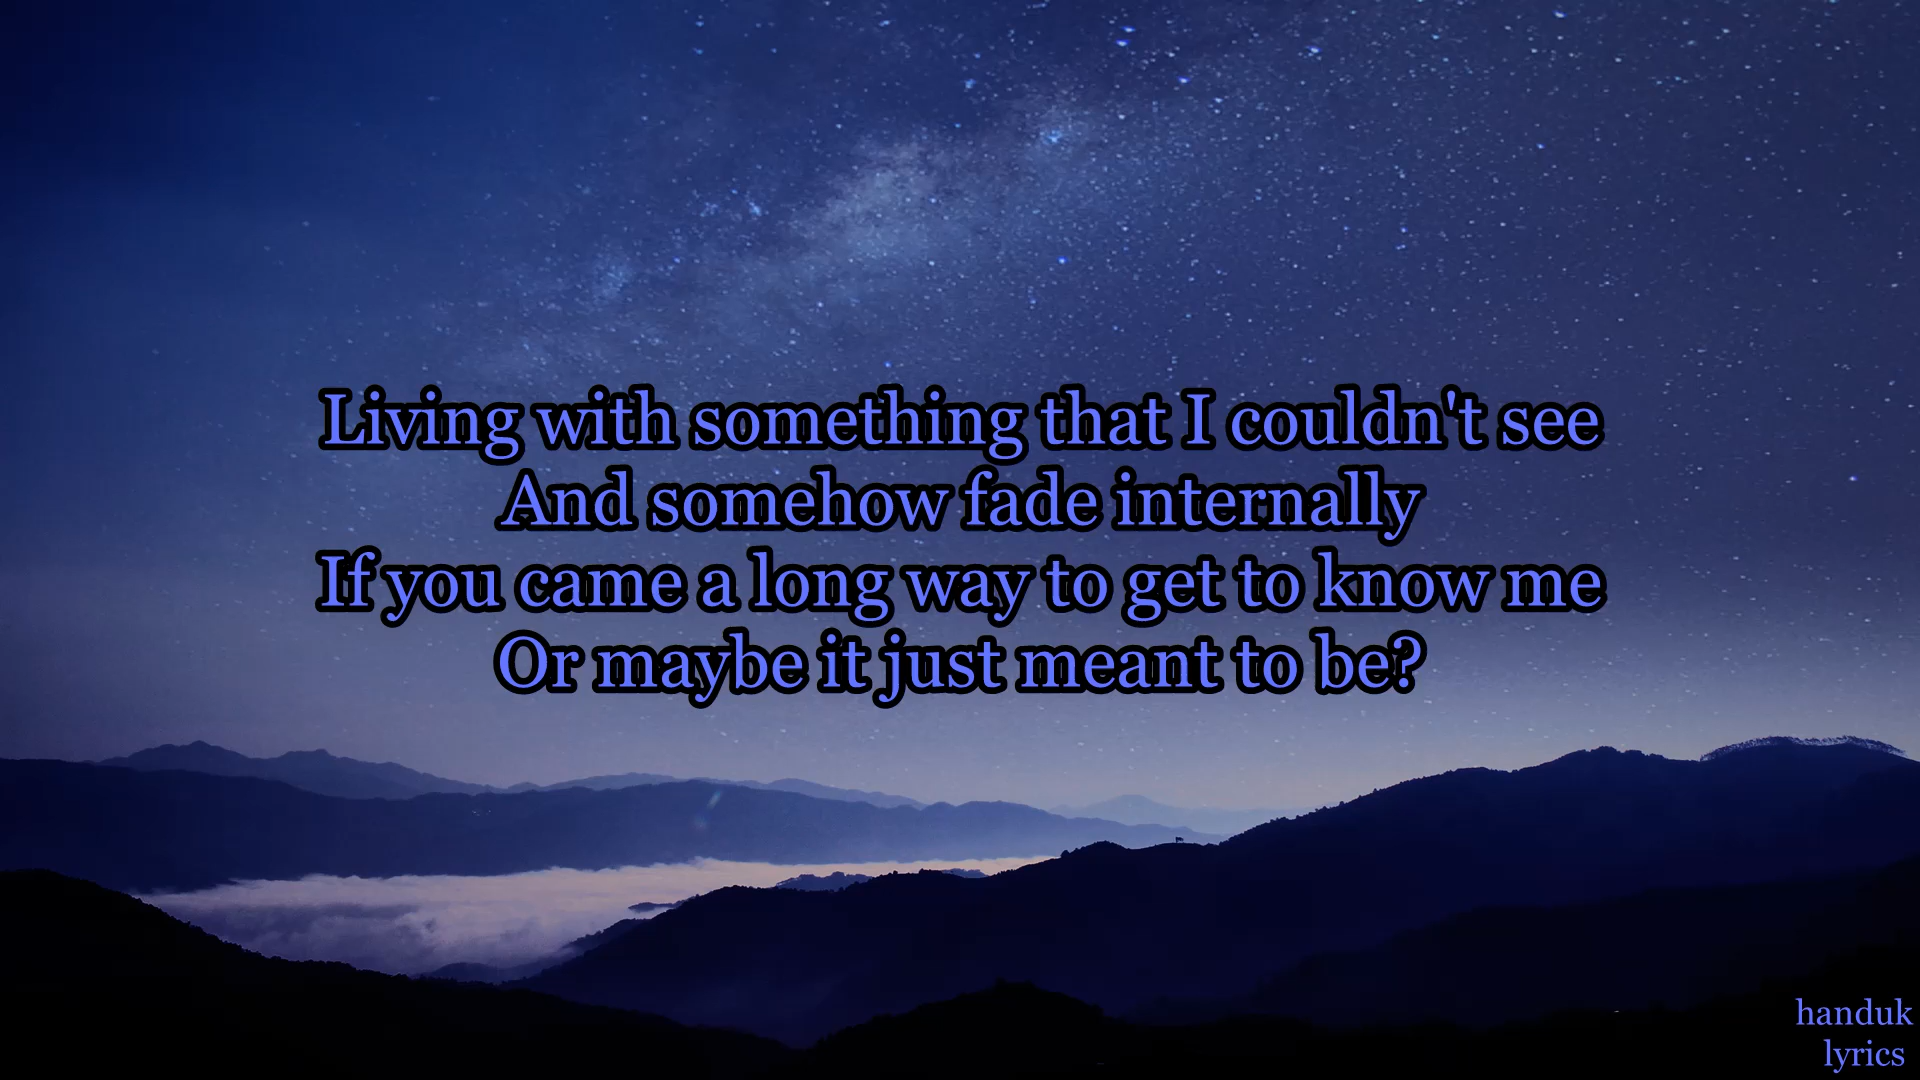 Living with something that I couldn't see
And somehow fade internally
If you came a long way to get to know me
Or maybe it just meant to be?
handuk
lyrics